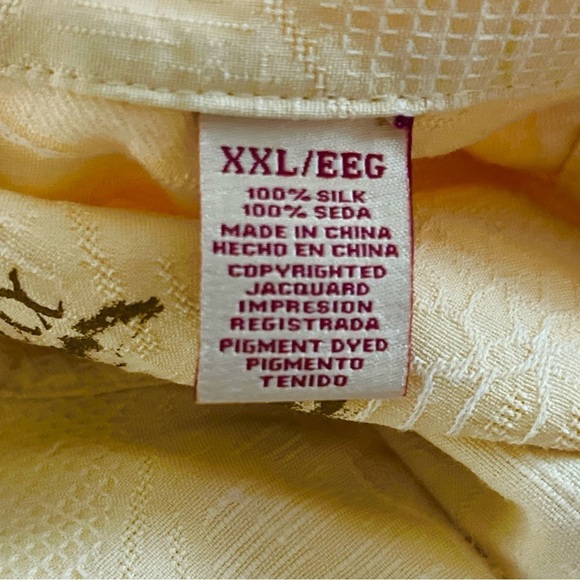 XXL/EEG
100% SILK
100% SEDA
MADE IN CHINA
HECHO EN CHINA
COPYRIGHTED
JACQUARD
IMPRESION
REGISTRADA
PIGMENT DYED
PIGMENTO
TENIDO